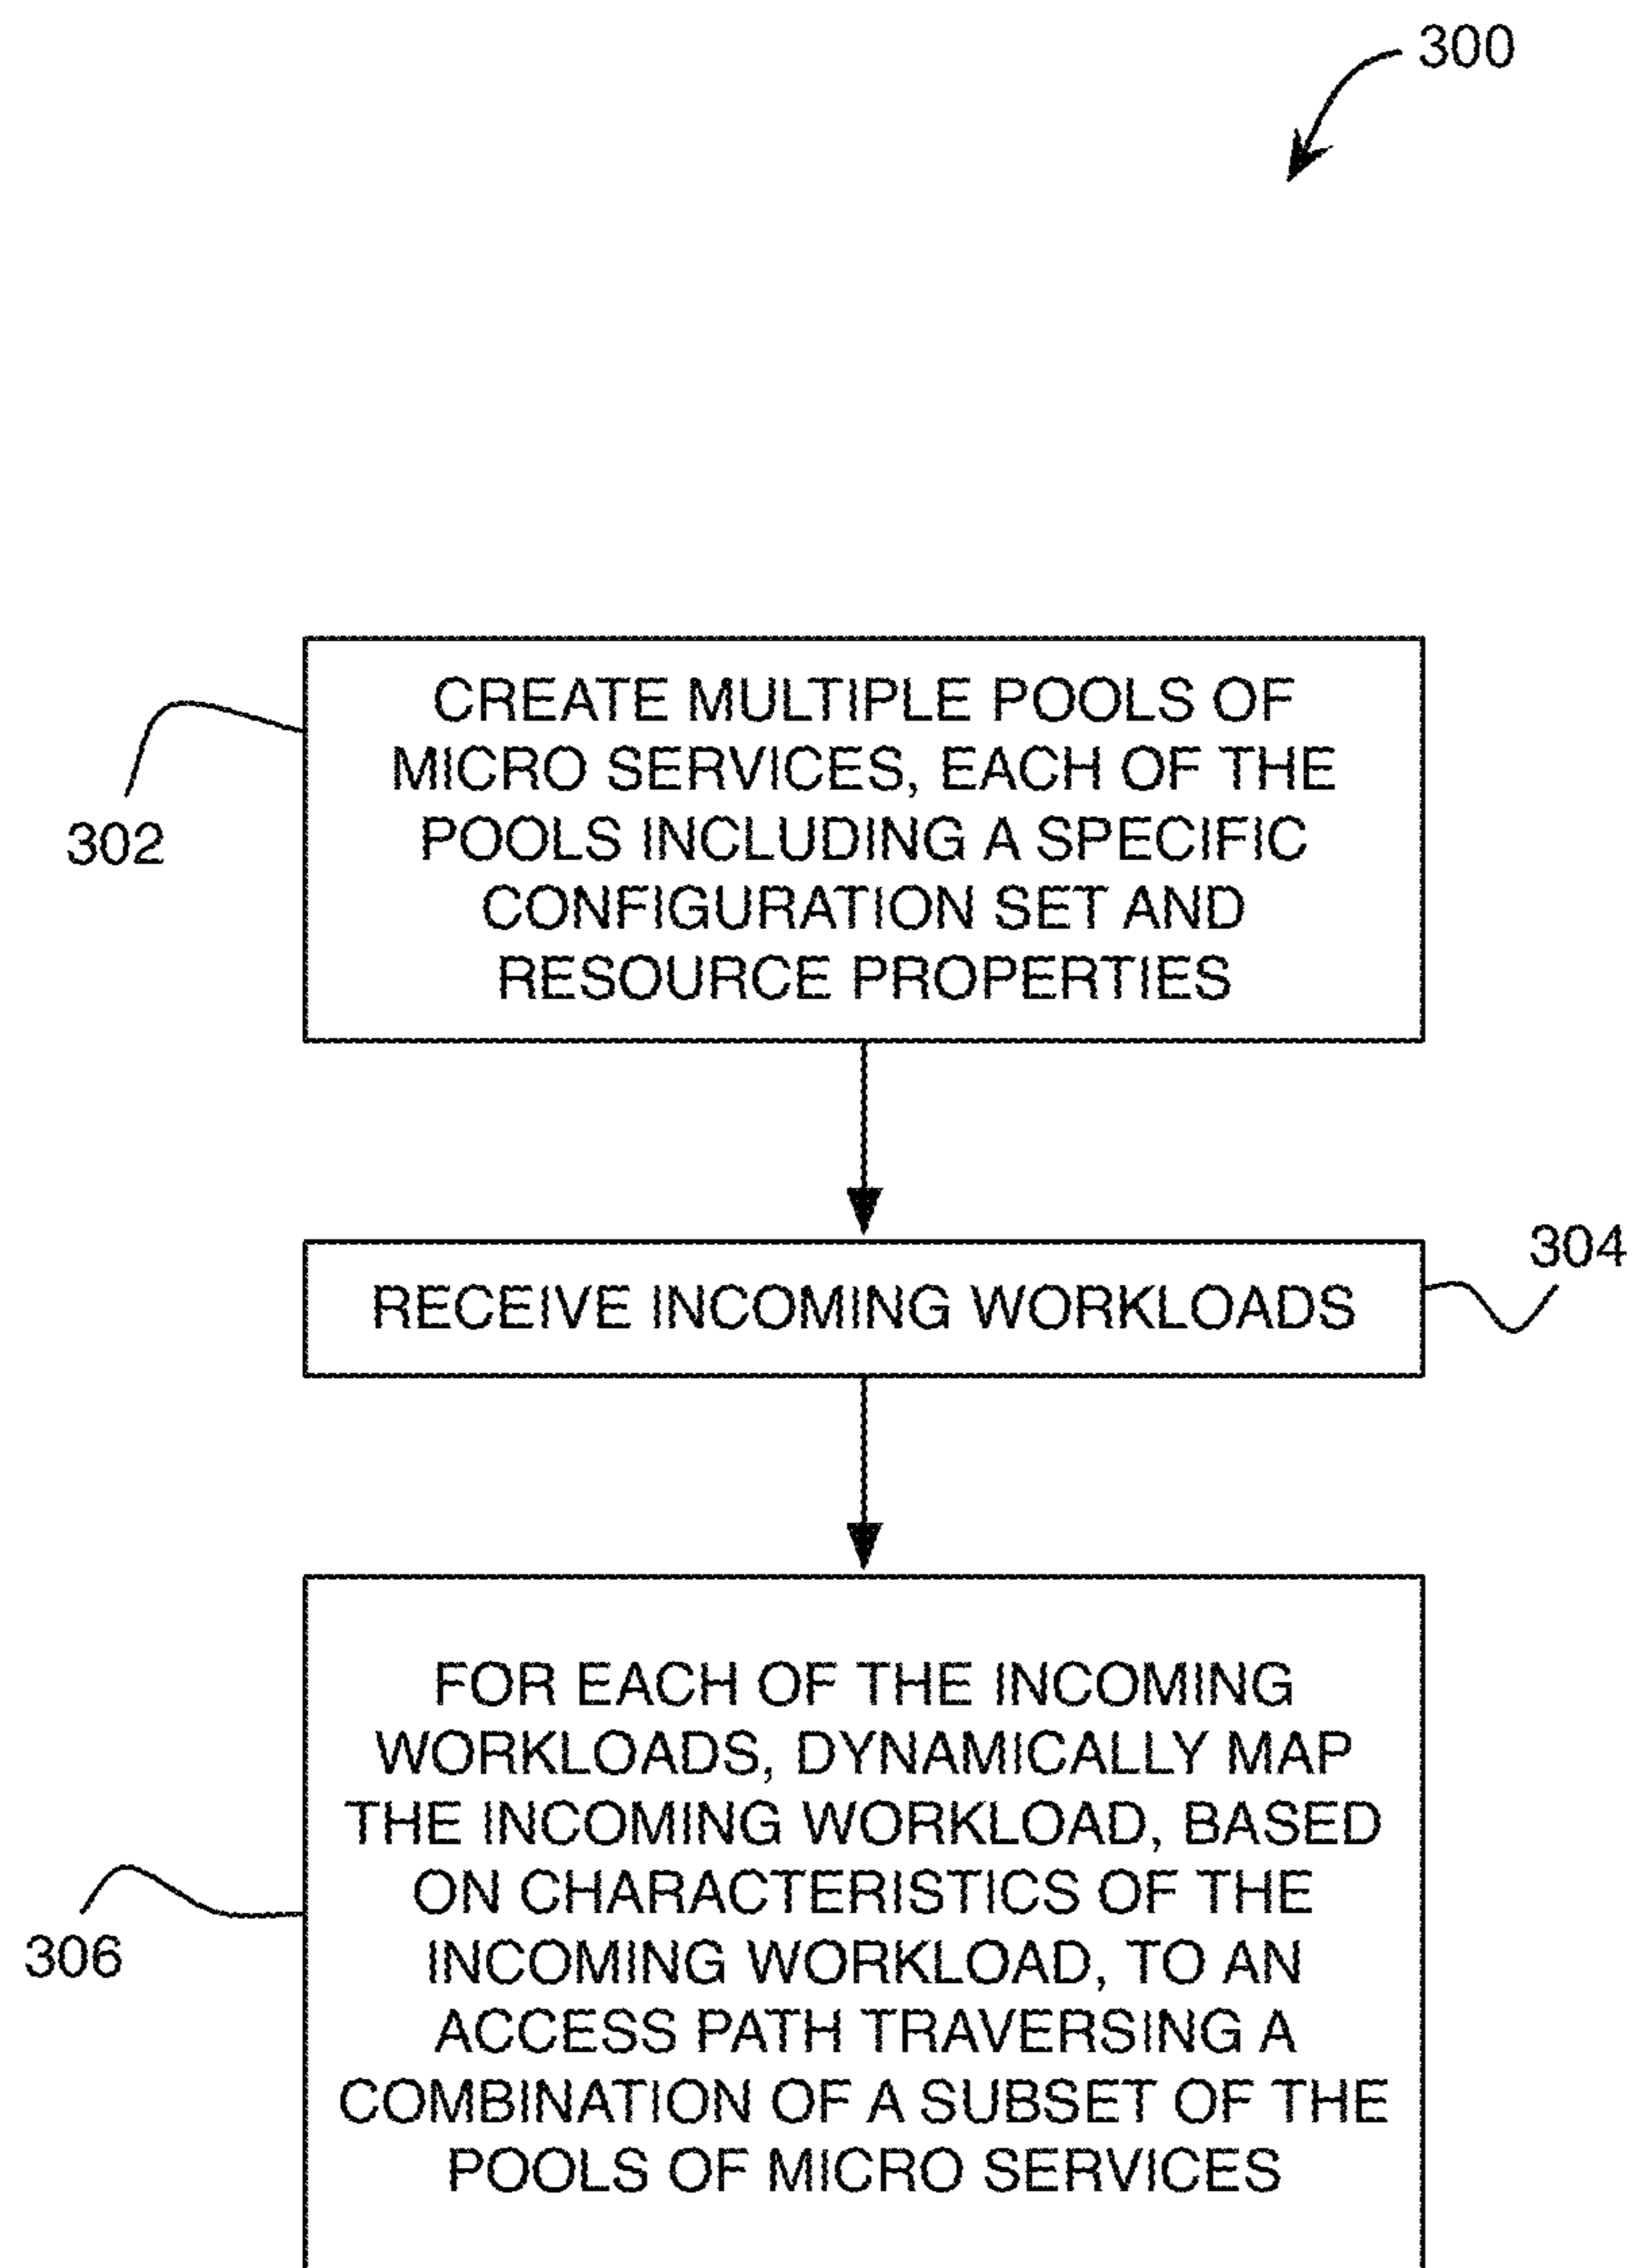 300
CREATE MULTIPLE POOLS OF
MICRO SERVICES, EACH OF THE
POOLS INCLUDING A SPECIFIC
CONFIGURATION SET AND
RESOURCE PROPERTIES
302
304
RECEIVE INCOMING WORKLOADS
FOR EACH OF THE INCOMING
WORKLOADS, DYNAMICALLY MAP
THE INCOMING WORKLOAD, BASED
ON CHARACTERISTICS OF THE
INCOMING WORKLOAD, TO AN
ACCESS PATH TRAVERSING A
COMBINATION OF A SUBSET OF THE
POOLS OF MICRO SERVICES
306